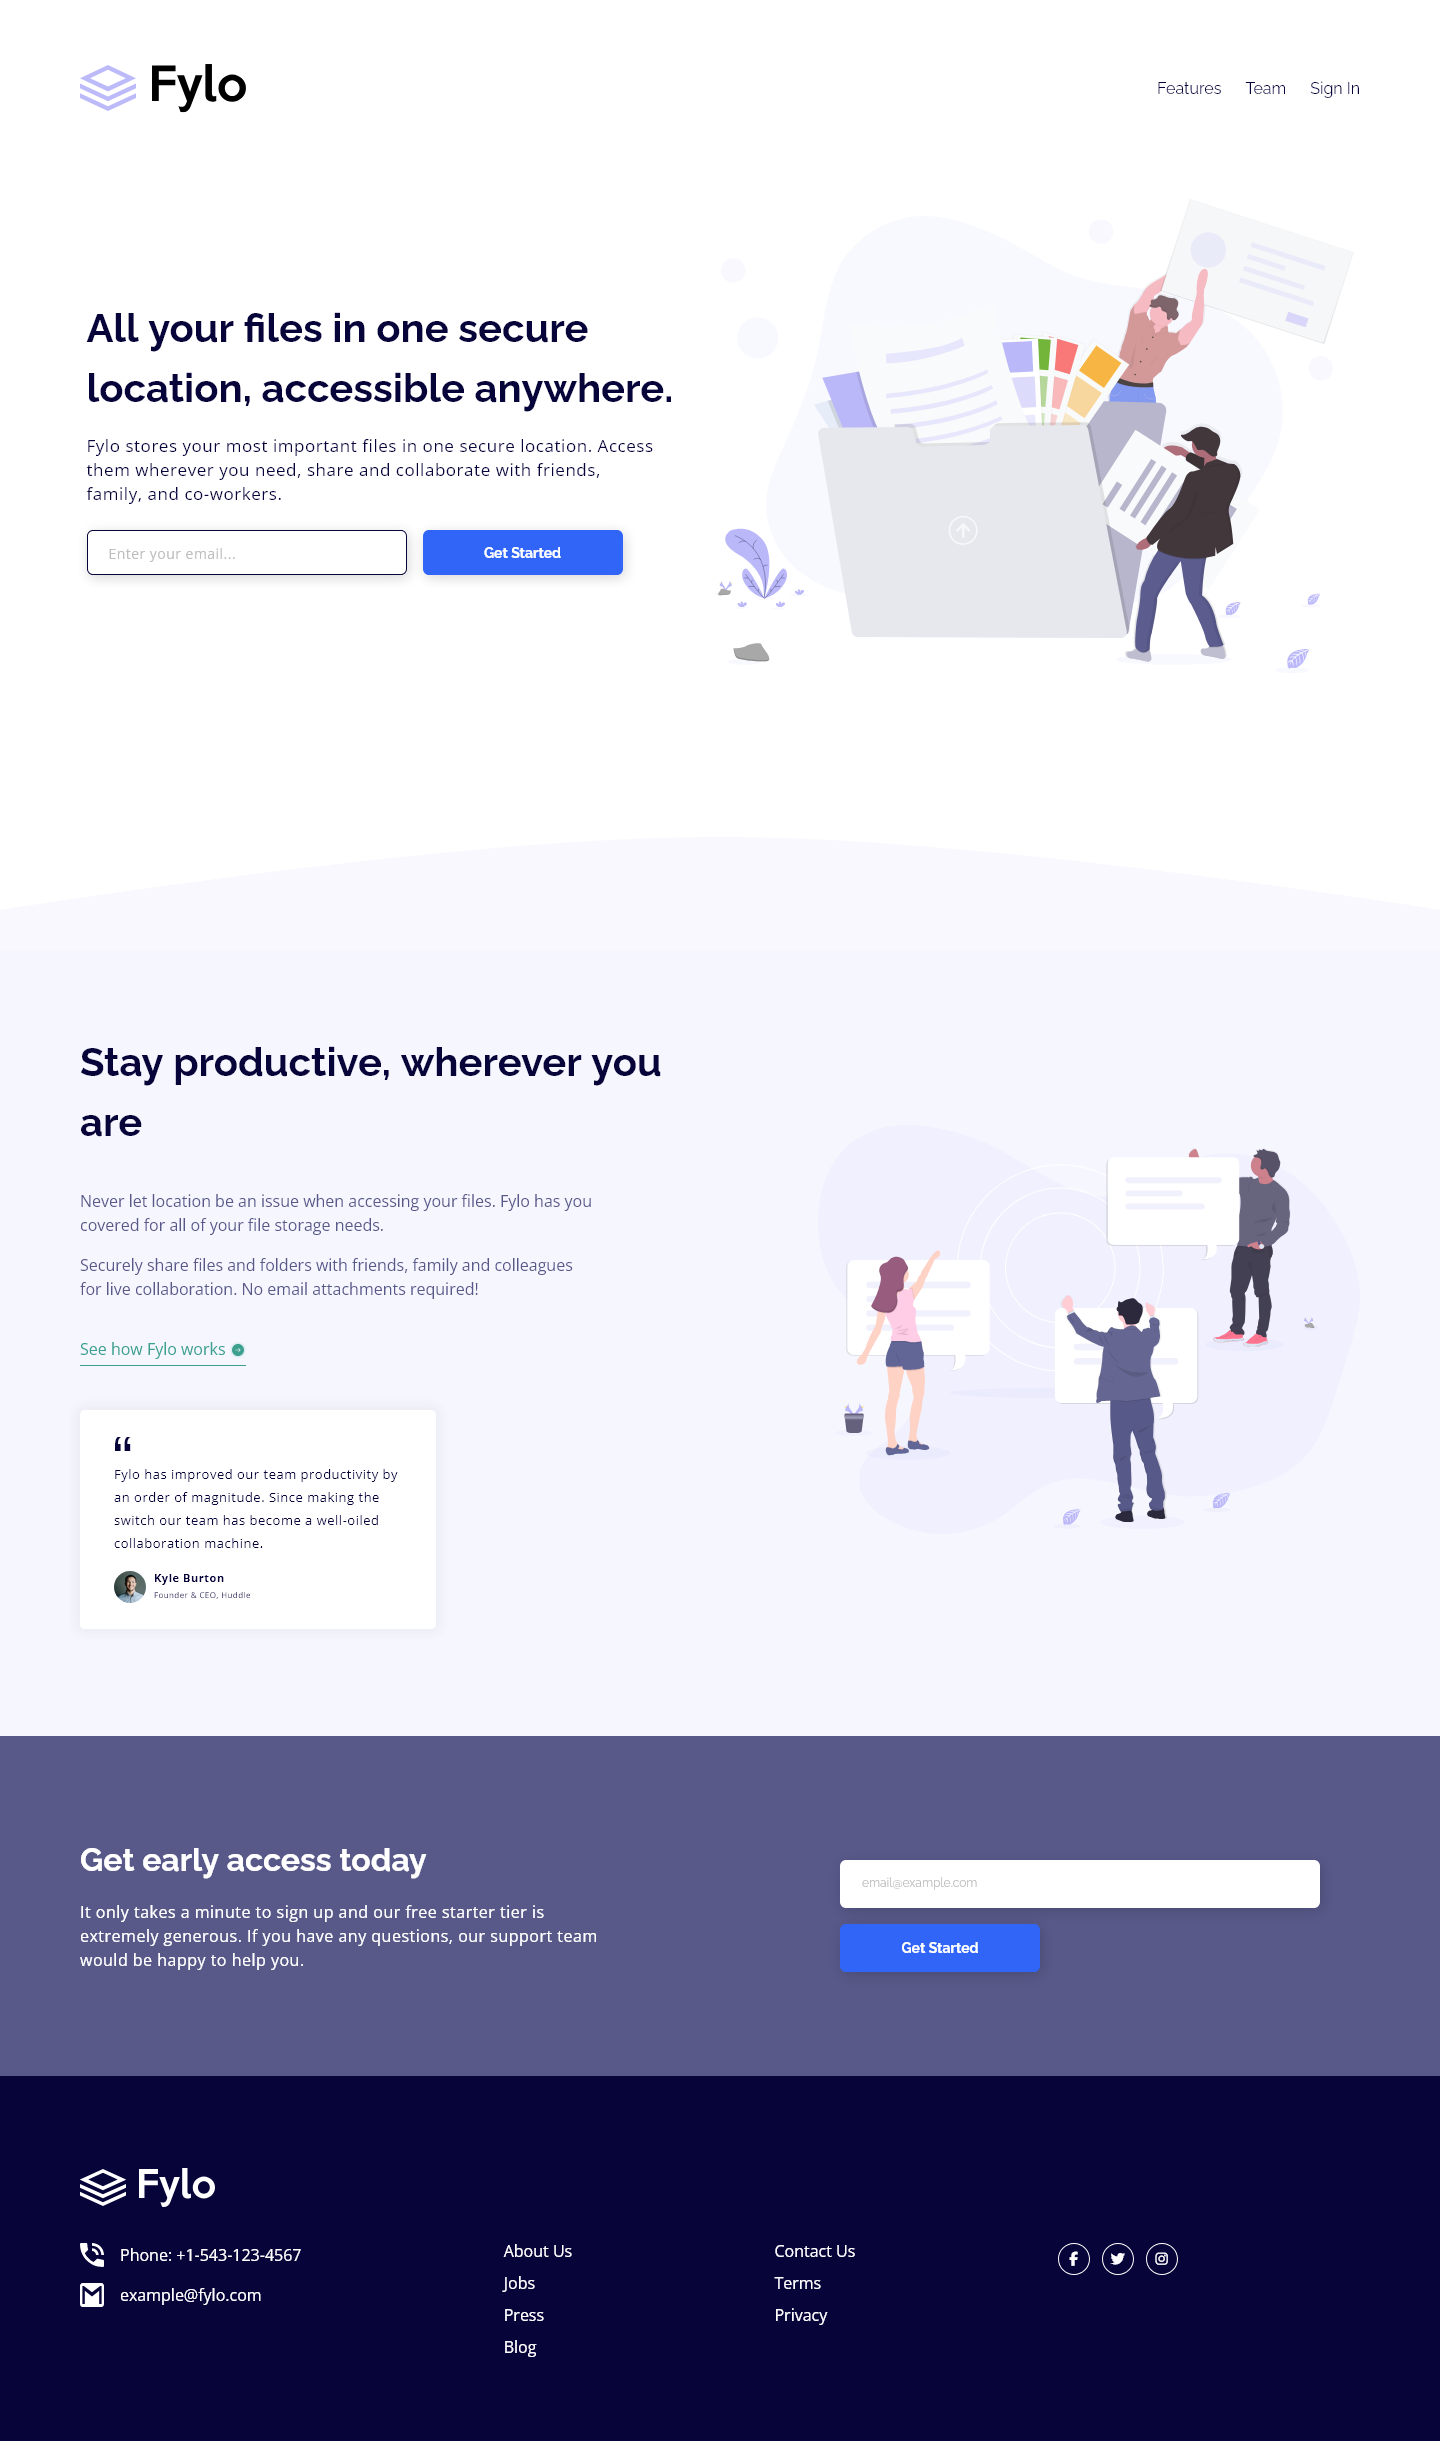 Fylo
Features Team Sign In
All your files in one secure
location, accessible anywhere.
Fylo stores your most important files in one secure location. Access
them wherever you need, share and collaborate with friends,
family, and co-workers.
Enter your email...
Get Started
Stay productive, wherever you
are
Never let location be an issue when accessing your files. Fylo has you
covered for all of your file storage needs.
Securely share files and folders with friends, family and colleagues
for live collaboration. No email attachments required!
See how Fylo works
“
Fylo has improved our team productivity by
an order of magnitude. Since making the
switch our team has become a well-oiled
collaboration machine.
Kyle Burton
Founder & CEO, Huddle
Get early access today
It only takes a minute to sign up and our free starter tier is
extremely generous. If you have any questions, our support team
would be happy to help you.
email@example.com
Get Started
Fylo
Phone: +1-543-123-4567
example@fylo.com
About Us
Jobs
Press
Blog
Contact Us
Terms
Privacy